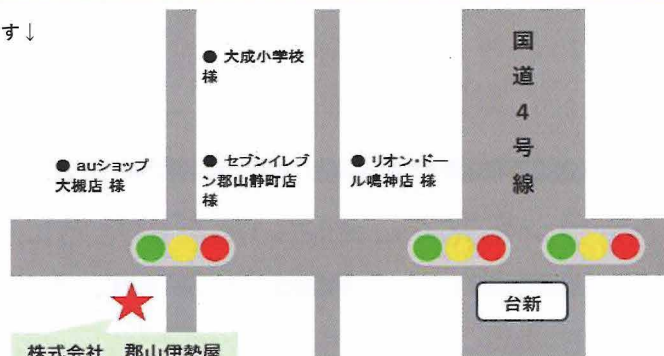 す↓
● 大成小学校
様
国道4号線
● auショップ
大槻店 様
● セブンイレブ
ン郡山静町店
様
● リオン・ドー
ル鳴神店 様
台新
株式会社 郡山伊勢屋